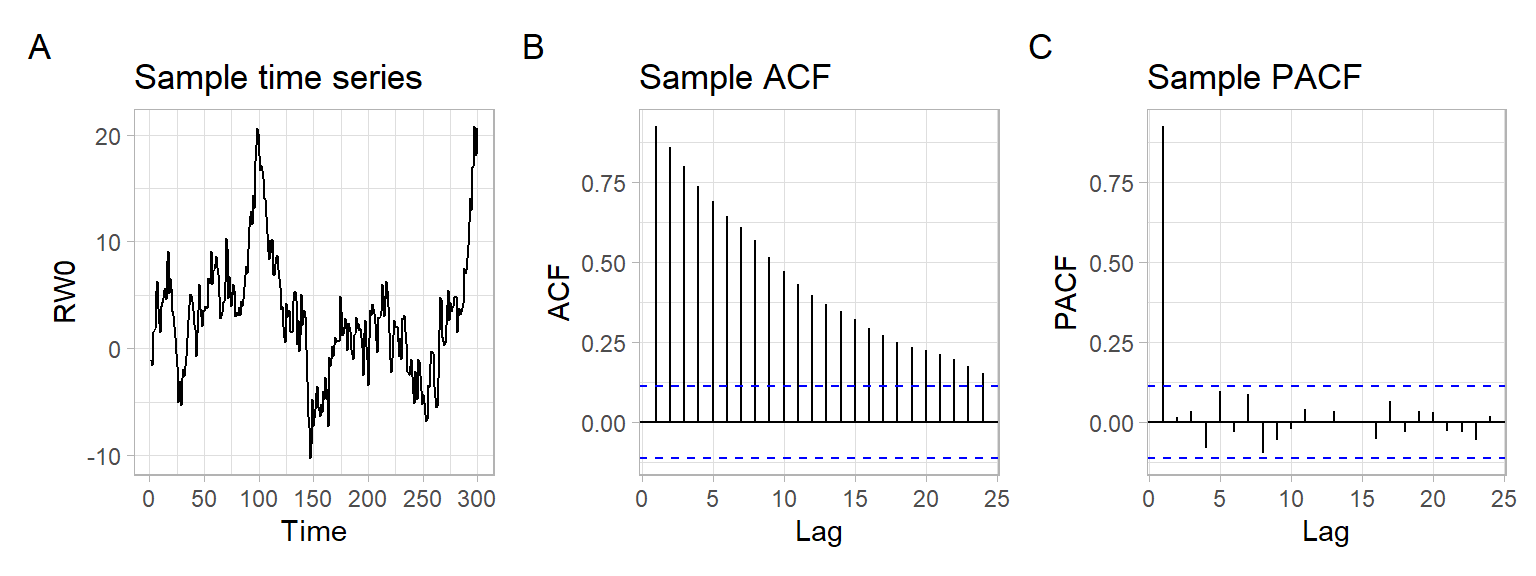 A
Sample time series
RW0
20
10
0
-10
0 50 100 150 200 250 300
Time
B
Sample ACF
ACF
0.75
0.50
0.25
0.00
0 5 10 15 20 25
Lag
C
Sample PACF
PACF
0.75
0.50
0.25
0.00
0 5 10 15 20 25
Lag